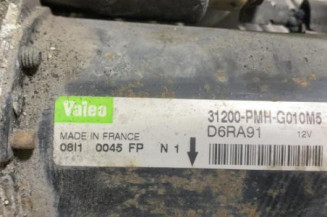 Valeo
31200-PMH-G010M5
D6RA91 12V
MADE IN FRANCE
08I1 0045 FP N 1